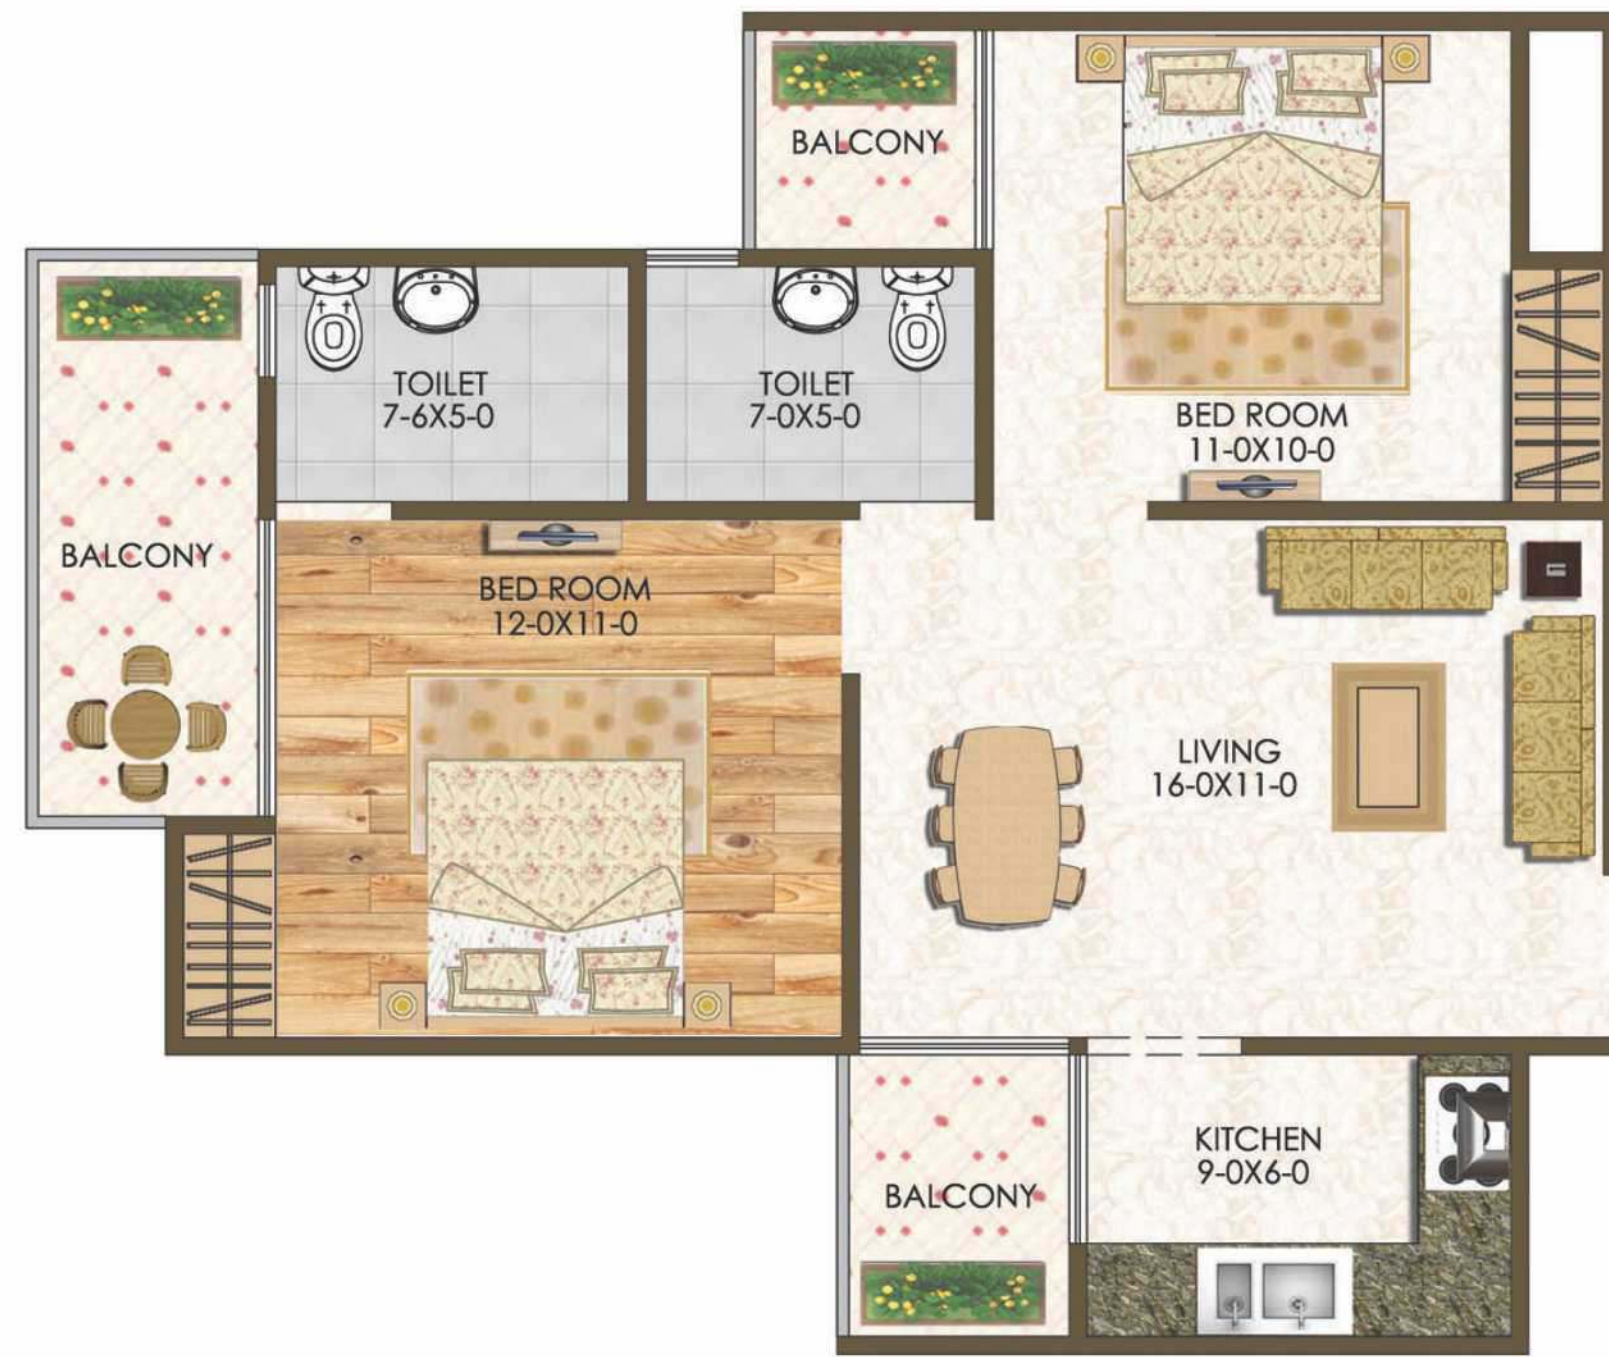 BALCONY
TOILET
7-6X5-0
TOILET
7-0X5-0
BED ROOM
11-0X10-0
BALCONY
BED ROOM
12-0X11-0
LIVING
16-0X11-0
KITCHEN
9-0X6-0
BALCONY